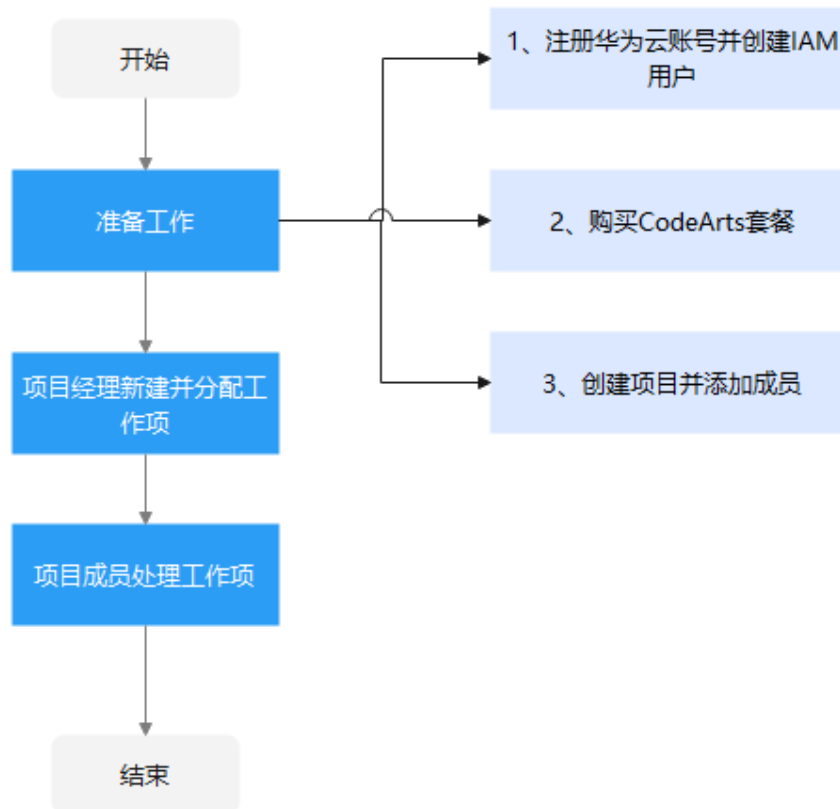 开始
1、注册华为云账号并创建IAM
用户
准备工作
2、购买CodeArts套餐
项目经理新建并分配工
作项
3、创建项目并添加成员
项目成员处理工作项
结束